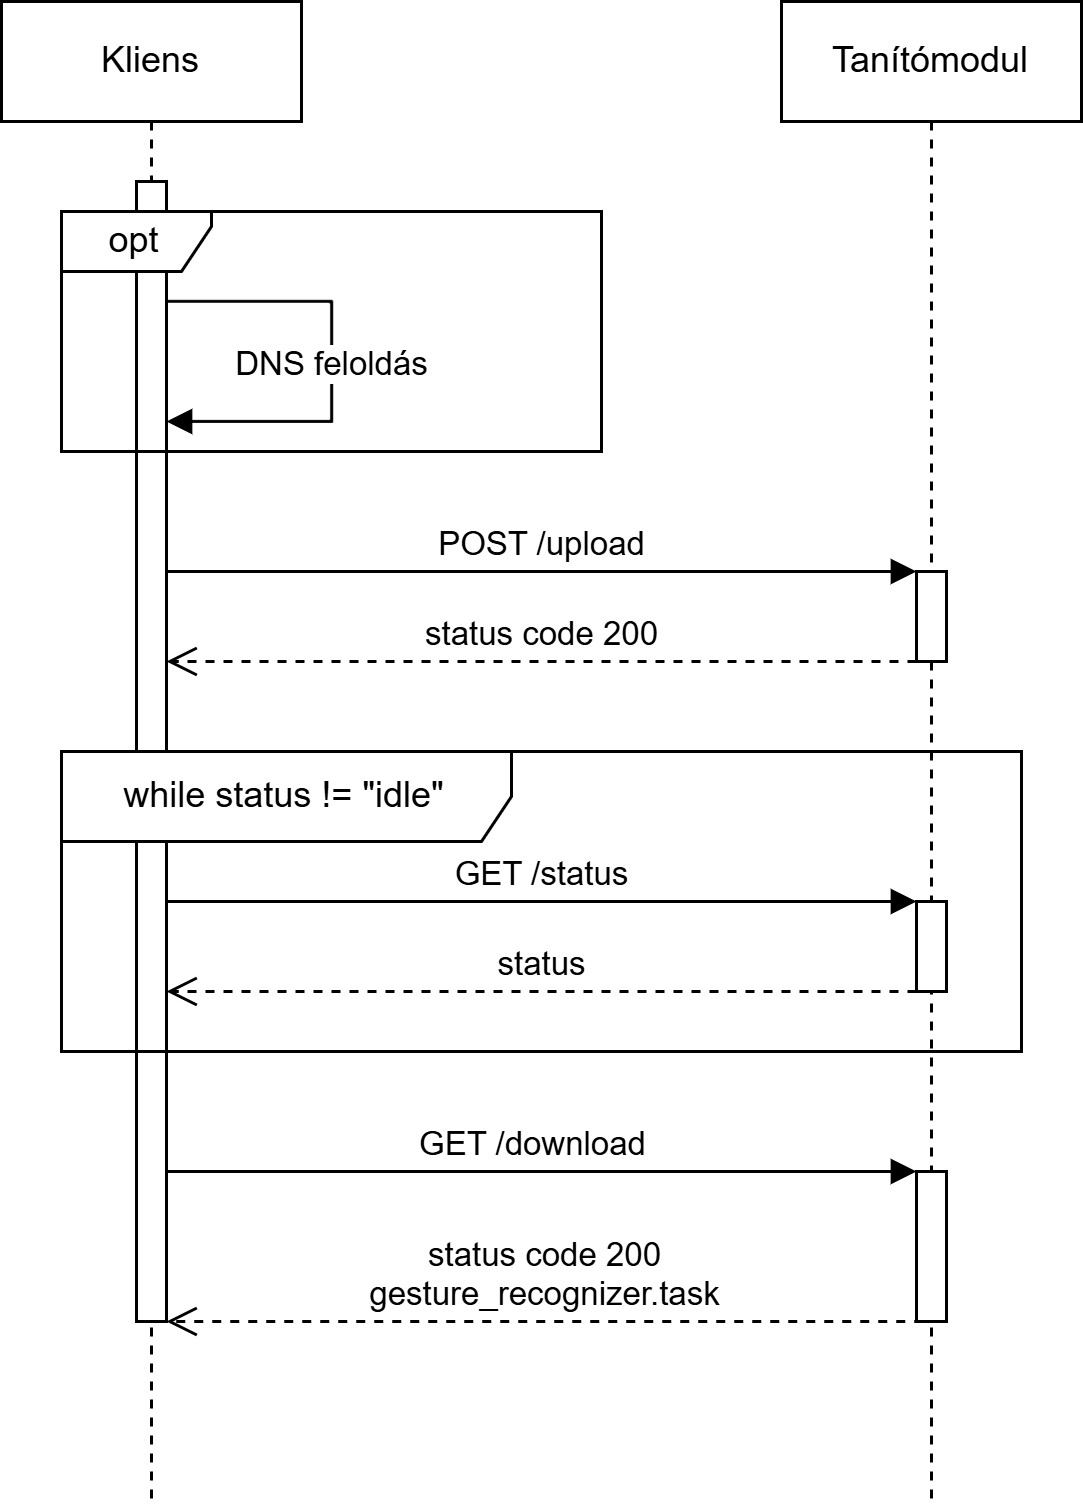 Kliens
Tanítómodul
opt
DNS feloldás
POST /upload
status code 200
while status != "idle"
GET /status
status
GET /download
status code 200
gesture_recognizer.task